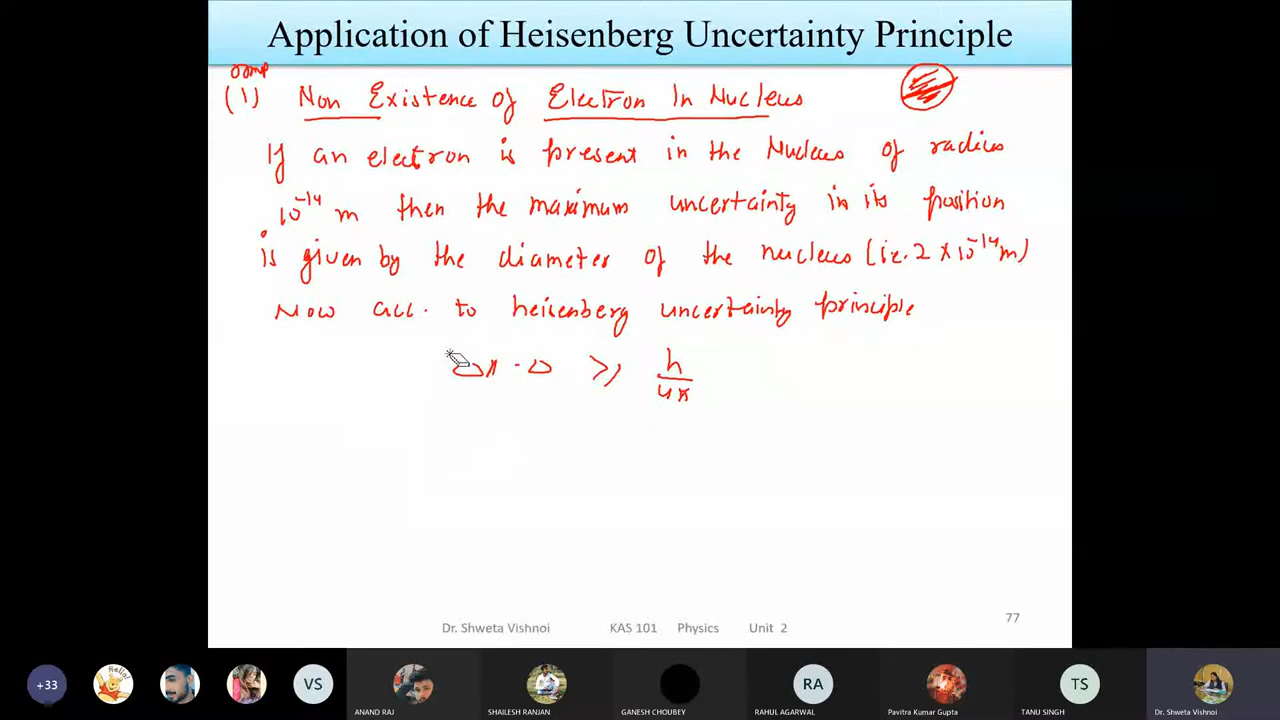 Application of Heisenberg Uncertainty Principle
(1) Non Existence of Electron In Nucleus
If an electron is present in the Nucleus of radius
10⁻¹⁴ m then the maximum uncertainty in its position
is given by the diameter of the nucleus (i.e. 2 × 10⁻¹⁴ m)
Now acc. to heisenberg uncertainty principle
Δx · Δ ≥ h/4π
77
Dr. Shweta Vishnoi KAS 101 Physics Unit 2
+33 Hello! VS RA TS
ANAND RAJ SHAILESH RANJAN GANESH CHOUBEY RAHUL AGARWAL Pavitra Kumar Gupta TANU SINGH Dr. Shweta Vishnoi